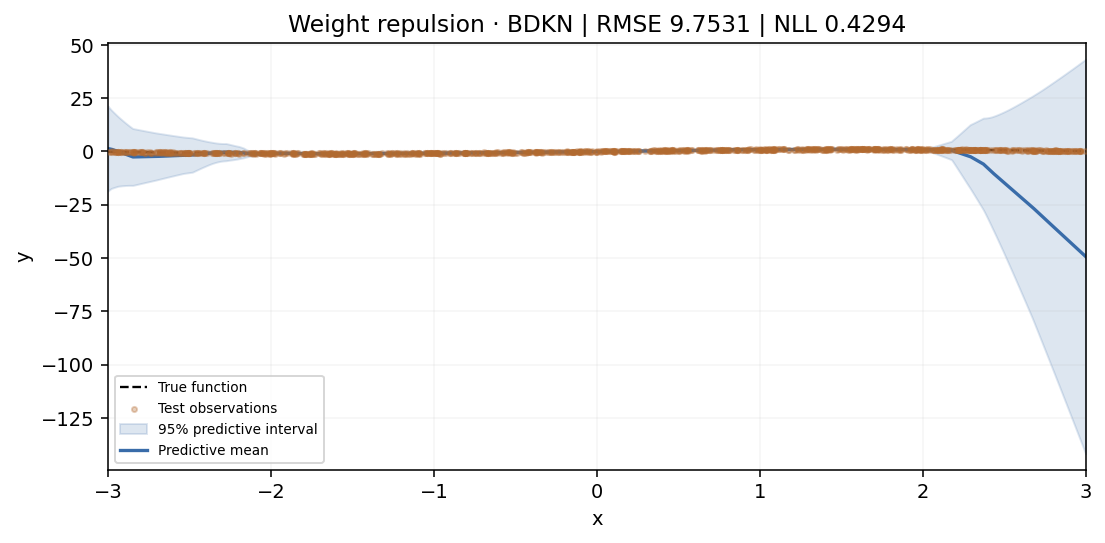 Weight repulsion · BDKN | RMSE 9.7531 | NLL 0.4294
50
25
0
−25
−50
−75
−100
−125
y
True function
Test observations
95% predictive interval
Predictive mean
−3
−2
−1
0
1
2
3
x